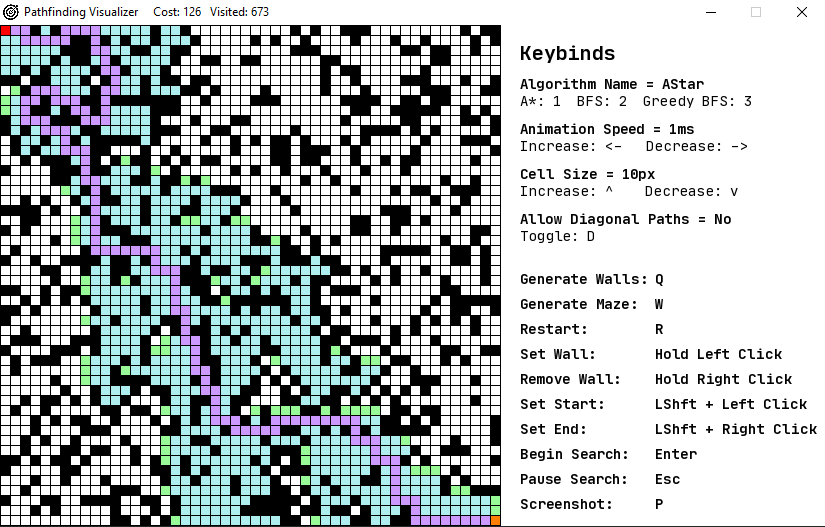 Pathfinding Visualizer Cost: 126 Visited: 673
Keybinds
Algorithm Name = AStar
A*: 1 BFS: 2 Greedy BFS: 3
Animation Speed = 1ms
Increase: <- Decrease: ->
Cell Size = 10px
Increase: ^ Decrease: v
Allow Diagonal Paths = No
Toggle: D
Generate Walls: Q
Generate Maze: W
Restart: R
Set Wall: Hold Left Click
Remove Wall: Hold Right Click
Set Start: LShft + Left Click
Set End: LShft + Right Click
Begin Search: Enter
Pause Search: Esc
Screenshot: P